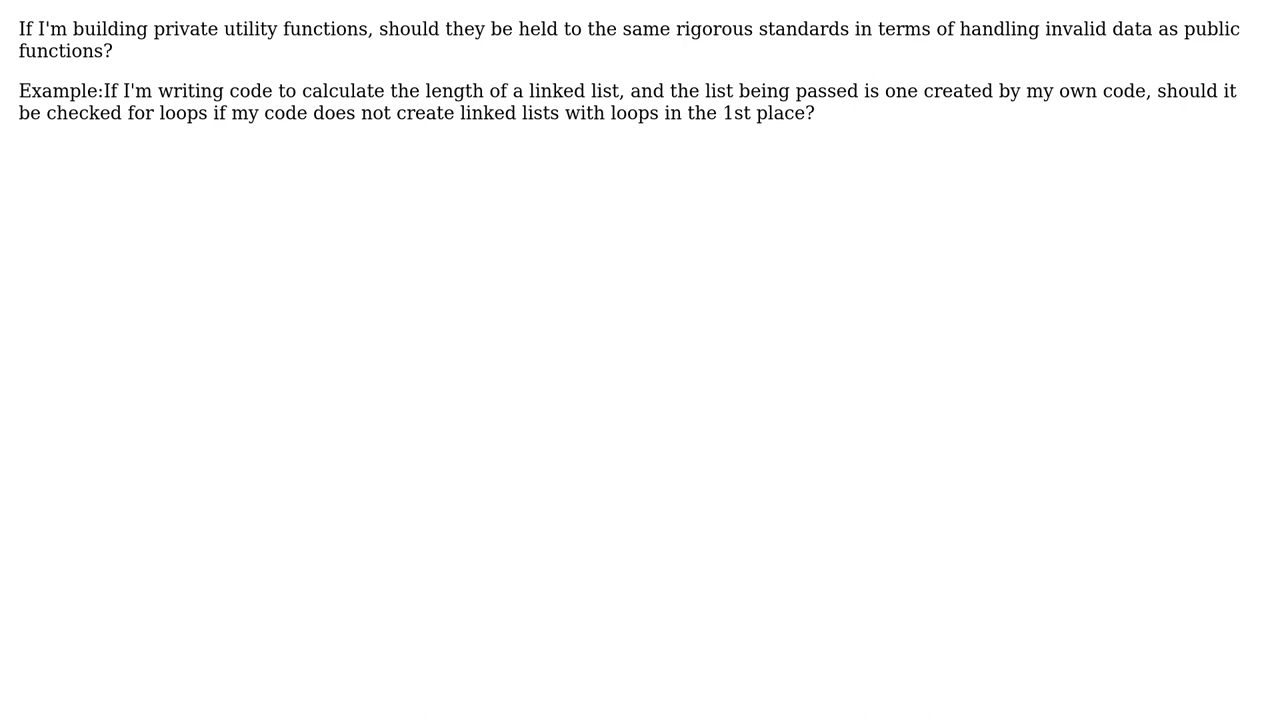 If I'm building private utility functions, should they be held to the same rigorous standards in terms of handling invalid data as public
functions?
Example:If I'm writing code to calculate the length of a linked list, and the list being passed is one created by my own code, should it
be checked for loops if my code does not create linked lists with loops in the 1st place?